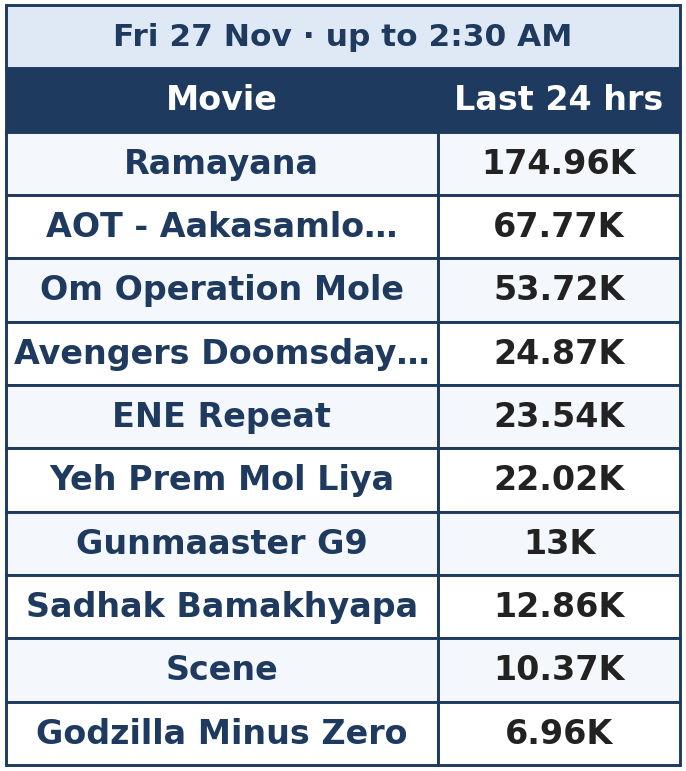 Fri 27 Nov · up to 2:30 AM
Movie Last 24 hrs
Ramayana 174.96K
AOT - Aakasamlo... 67.77K
Om Operation Mole 53.72K
Avengers Doomsday... 24.87K
ENE Repeat 23.54K
Yeh Prem Mol Liya 22.02K
Gunmaaster G9 13K
Sadhak Bamakhyapa 12.86K
Scene 10.37K
Godzilla Minus Zero 6.96K